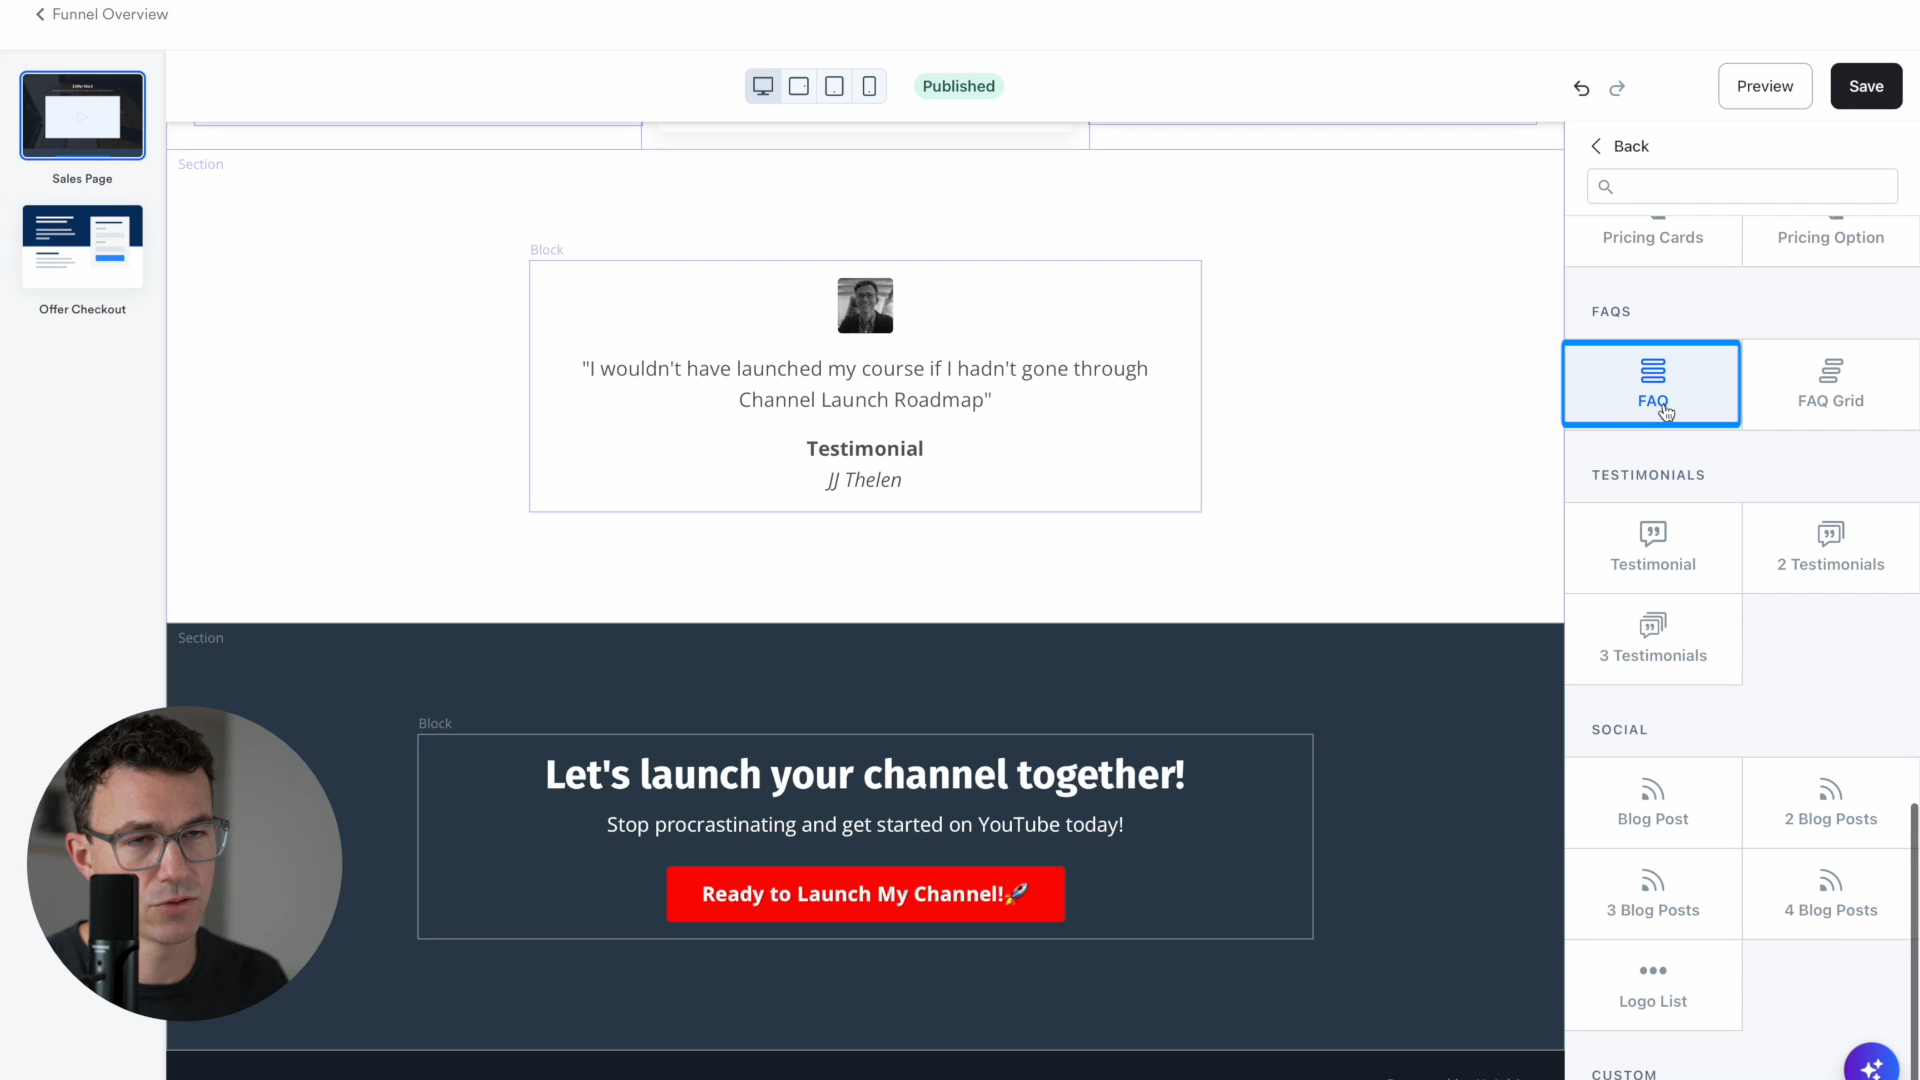 Funnel Overview
Published
Preview
Save
Sales Page
Offer Checkout
Section
Block
"I wouldn't have launched my course if I hadn't gone through
Channel Launch Roadmap"
Testimonial
JJ Thelen
Section
Block
Let's launch your channel together!
Stop procrastinating and get started on YouTube today!
Ready to Launch My Channel!🚀
Back
Pricing Cards
Pricing Option
FAQS
FAQ
FAQ Grid
TESTIMONIALS
Testimonial
2 Testimonials
3 Testimonials
SOCIAL
Blog Post
2 Blog Posts
3 Blog Posts
4 Blog Posts
Logo List
CUSTOM